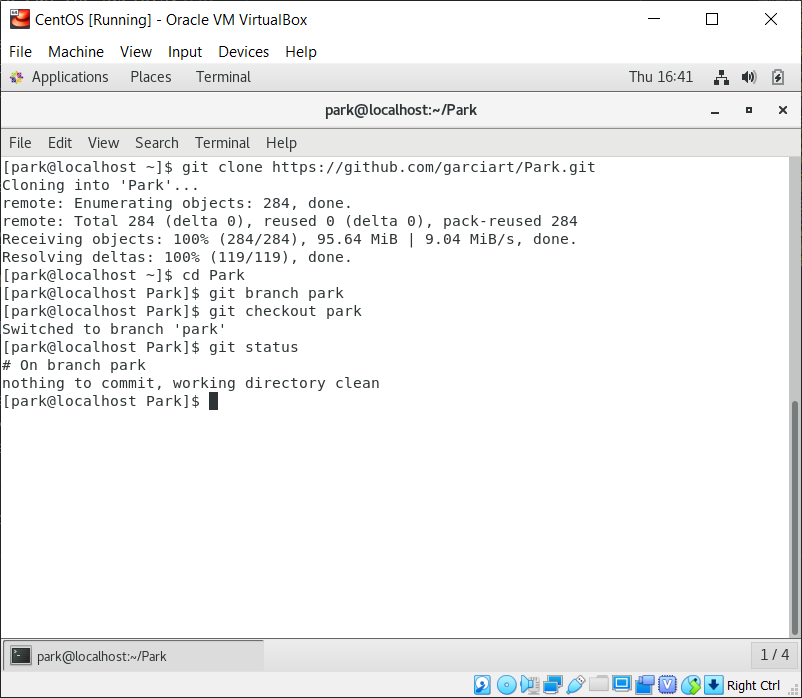 CentOS [Running] - Oracle VM VirtualBox
File Machine View Input Devices Help
Applications Places Terminal Thu 16:41
park@localhost:~/Park
File Edit View Search Terminal Help
[park@localhost ~]$ git clone https://github.com/garciart/Park.git
Cloning into 'Park'...
remote: Enumerating objects: 284, done.
remote: Total 284 (delta 0), reused 0 (delta 0), pack-reused 284
Receiving objects: 100% (284/284), 95.64 MiB | 9.04 MiB/s, done.
Resolving deltas: 100% (119/119), done.
[park@localhost ~]$ cd Park
[park@localhost Park]$ git branch park
[park@localhost Park]$ git checkout park
Switched to branch 'park'
[park@localhost Park]$ git status
# On branch park
nothing to commit, working directory clean
[park@localhost Park]$
park@localhost:~/Park 1 / 4
Right Ctrl